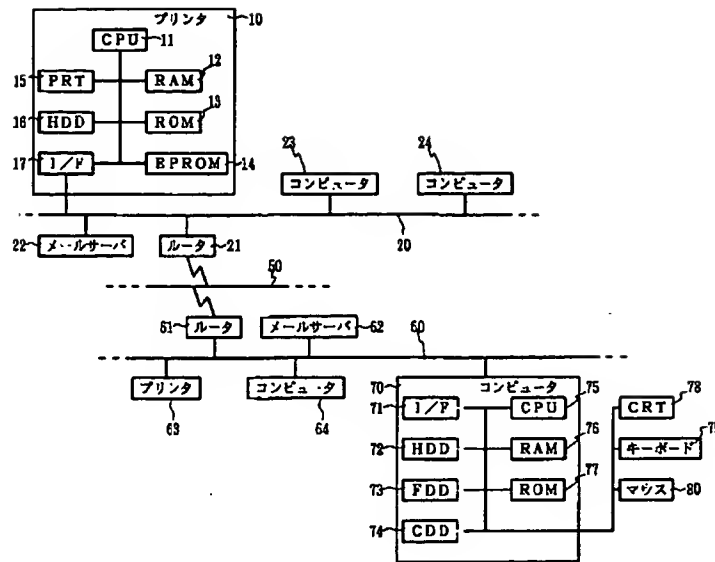 プリンタ 10
CPU 11
15 PRT RAM 12
16 HDD ROM 13
17 I/F EPROM 14
23 コンピュータ
24 コンピュータ
20
22 メールサーバ
ルータ 21
50
61 ルータ
メールサーバ 62
60
プリンタ 63
コンピュータ 64
70 コンピュータ
71 I/F CPU 75
72 HDD RAM 76
73 FDD ROM 77
74 CDD
CRT 78
キーボード
マウス 80